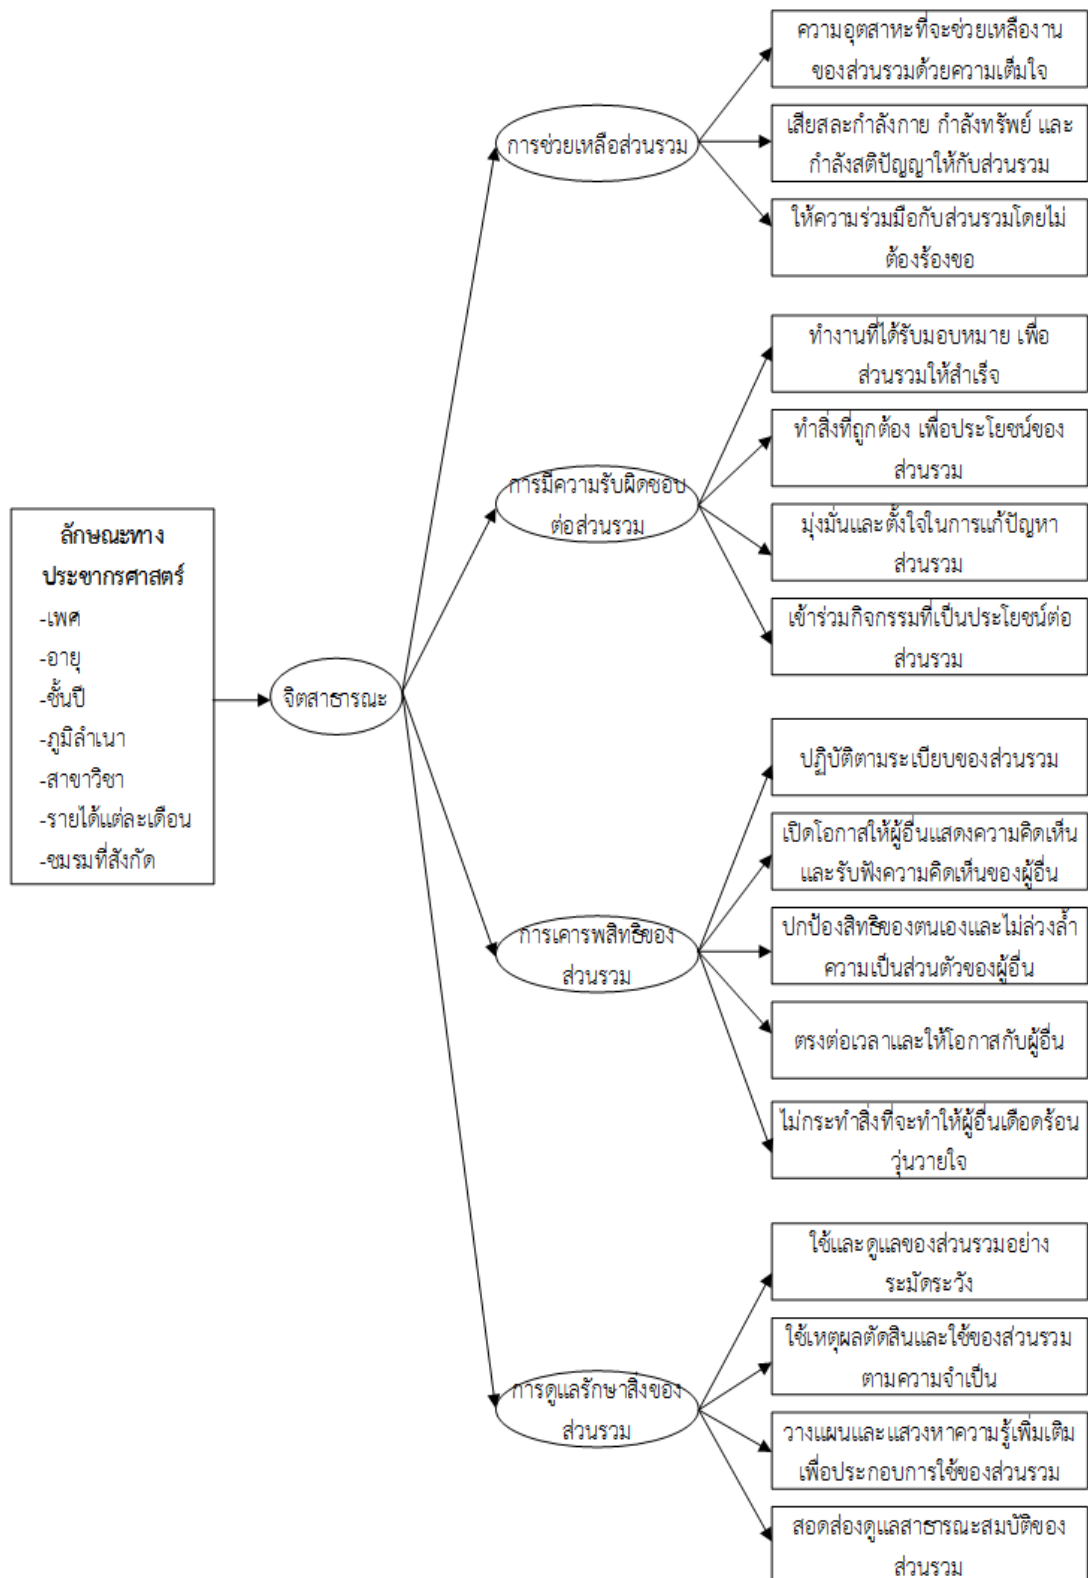 ความอุตสาหะที่จะช่วยเหลืองาน
ของส่วนรวมด้วยความเต็มใจ
การช่วยเหลือส่วนรวม
เสียสละกำลังกาย กำลังทรัพย์ และ
กำลังสติปัญญาให้กับส่วนรวม
ให้ความร่วมมือกับส่วนรวมโดยไม่
ต้องร้องขอ
ทำงานที่ได้รับมอบหมาย เพื่อ
ส่วนรวมให้สำเร็จ
ทำสิ่งที่ถูกต้อง เพื่อประโยชน์ของ
ส่วนรวม
การมีความรับผิดชอบ
ต่อส่วนรวม
มุ่งมั่นและตั้งใจในการแก้ปัญหา
ส่วนรวม
เข้าร่วมกิจกรรมที่เป็นประโยชน์ต่อ
ส่วนรวม
ลักษณะทาง
ประชากรศาสตร์
-เพศ
-อายุ
-ชั้นปี
-ภูมิลำเนา
-สาขาวิชา
-รายได้แต่ละเดือน
-ชมรมที่สังกัด
จิตสาธารณะ
ปฏิบัติตามระเบียบของส่วนรวม
เปิดโอกาสให้ผู้อื่นแสดงความคิดเห็น
และรับฟังความคิดเห็นของผู้อื่น
การเคารพสิทธิของ
ส่วนรวม
ปกป้องสิทธิของตนเองและไม่ล่วงล้ำ
ความเป็นส่วนตัวของผู้อื่น
ตรงต่อเวลาและให้โอกาสกับผู้อื่น
ไม่กระทำสิ่งที่จะทำให้ผู้อื่นเดือดร้อน
วุ่นวายใจ
ใช้และดูแลของส่วนรวมอย่าง
ระมัดระวัง
ใช้เหตุผลตัดสินและใช้ของส่วนรวม
ตามความจำเป็น
การดูแลรักษาสิ่งของ
ส่วนรวม
วางแผนและแสวงหาความรู้เพิ่มเติม
เพื่อประกอบการใช้ของส่วนรวม
สอดส่องดูแลสาธารณะสมบัติของ
ส่วนรวม